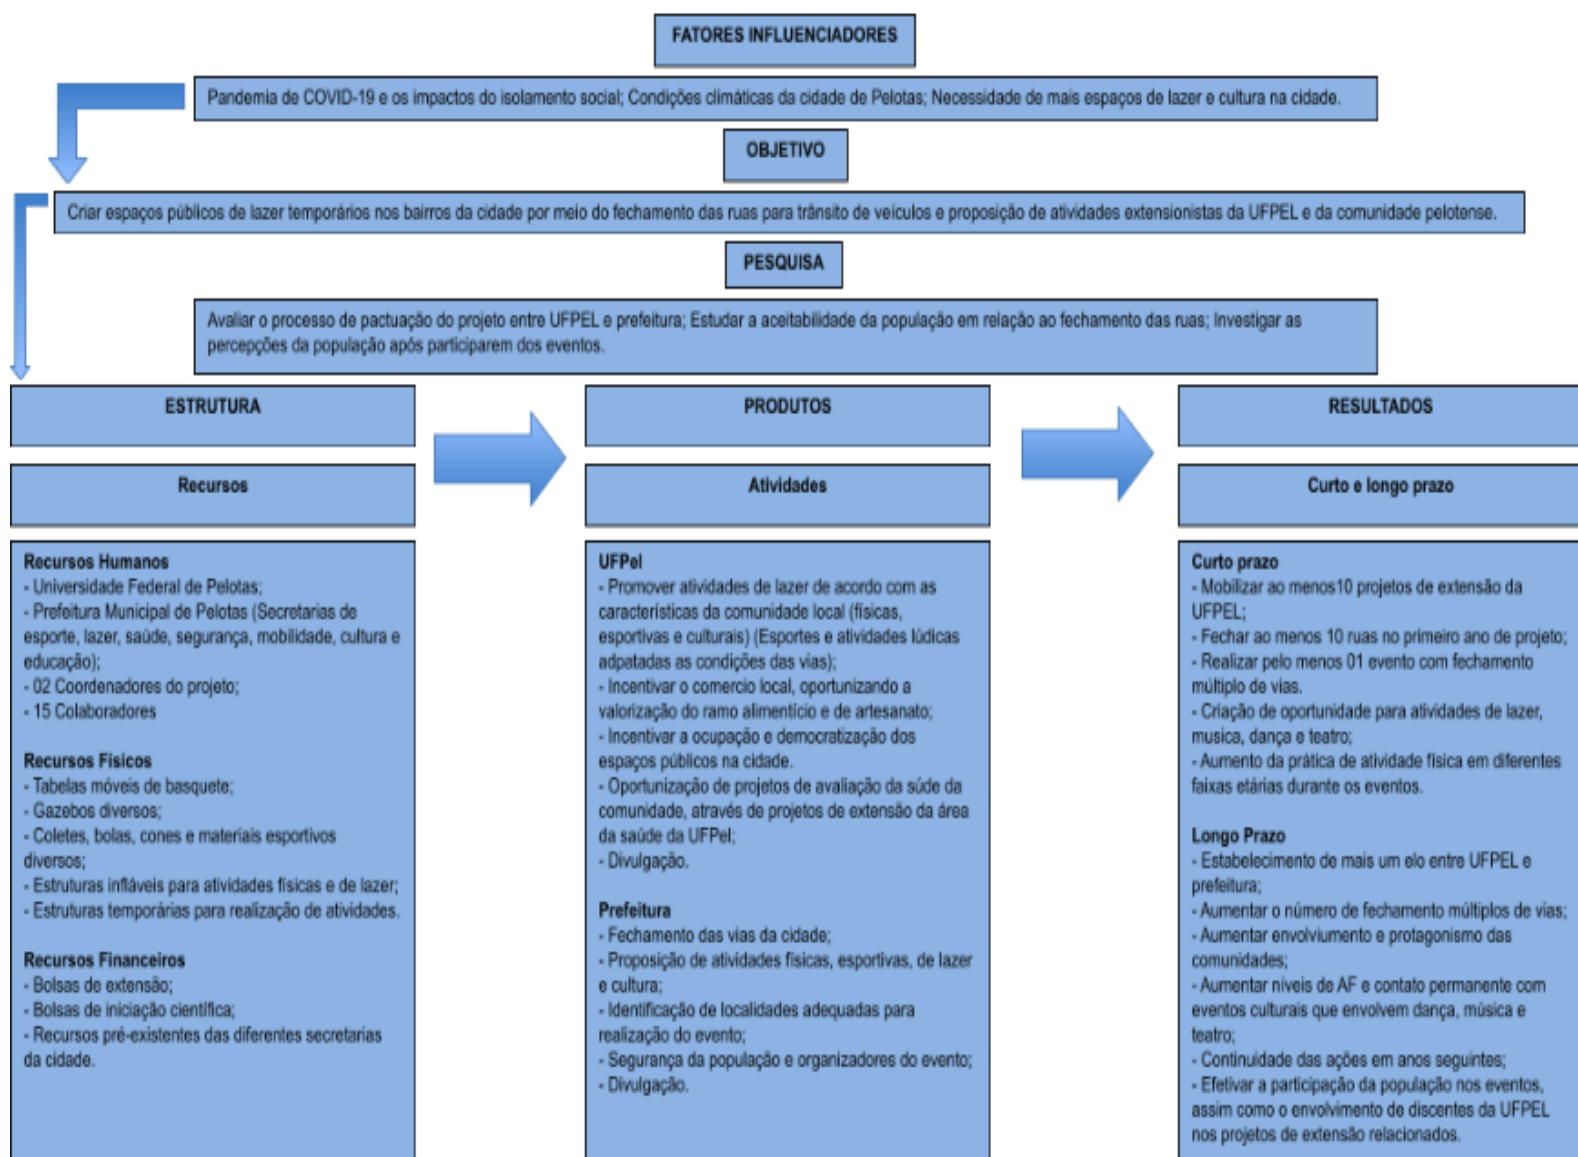 FATORES INFLUENCIADORES
Pandemia de COVID-19 e os impactos do isolamento social; Condições climáticas da cidade de Pelotas; Necessidade de mais espaços de lazer e cultura na cidade.
OBJETIVO
Criar espaços públicos de lazer temporários nos bairros da cidade por meio do fechamento das ruas para trânsito de veículos e proposição de atividades extensionistas da UFPEL e da comunidade pelotense.
PESQUISA
Avaliar o processo de pactuação do projeto entre UFPEL e prefeitura; Estudar a aceitabilidade da população em relação ao fechamento das ruas; Investigar as
percepções da população após participarem dos eventos.
ESTRUTURA
Recursos
Recursos Humanos
- Universidade Federal de Pelotas;
- Prefeitura Municipal de Pelotas (Secretarias de
esporte, lazer, saúde, segurança, mobilidade, cultura e
educação);
- 02 Coordenadores do projeto;
- 15 Colaboradores
Recursos Físicos
- Tabelas móveis de basquete;
- Gazebos diversos;
- Coletes, bolas, cones e materiais esportivos
diversos;
- Estruturas infláveis para atividades físicas e de lazer;
- Estruturas temporárias para realização de atividades.
Recursos Financeiros
- Bolsas de extensão;
- Bolsas de iniciação científica;
- Recursos pré-existentes das diferentes secretarias
da cidade.
PRODUTOS
Atividades
UFPel
- Promover atividades de lazer de acordo com as
características da comunidade local (físicas,
esportivas e culturais) (Esportes e atividades lúdicas
adpatadas as condições das vias);
- Incentivar o comercio local, oportunizando a
valorização do ramo alimentício e de artesanato;
- Incentivar a ocupação e democratização dos
espaços públicos na cidade.
- Oportunização de projetos de avaliação da súde da
comunidade, através de projetos de extensão da área
da saúde da UFPel;
- Divulgação.
Prefeitura
- Fechamento das vias da cidade;
- Proposição de atividades físicas, esportivas, de lazer
e cultura;
- Identificação de localidades adequadas para
realização do evento;
- Segurança da população e organizadores do evento;
- Divulgação.
RESULTADOS
Curto e longo prazo
Curto prazo
- Mobilizar ao menos10 projetos de extensão da
UFPEL;
- Fechar ao menos 10 ruas no primeiro ano de projeto;
- Realizar pelo menos 01 evento com fechamento
múltiplo de vias.
- Criação de oportunidade para atividades de lazer,
musica, dança e teatro;
- Aumento da prática de atividade física em diferentes
faixas etárias durante os eventos.
Longo Prazo
- Estabelecimento de mais um elo entre UFPEL e
prefeitura;
- Aumentar o número de fechamento múltiplos de vias;
- Aumentar envolviumento e protagonismo das
comunidades;
- Aumentar níveis de AF e contato permanente com
eventos culturais que envolvem dança, música e
teatro;
- Continuidade das ações em anos seguintes;
- Efetivar a participação da população nos eventos,
assim como o envolvimento de discentes da UFPEL
nos projetos de extensão relacionados.